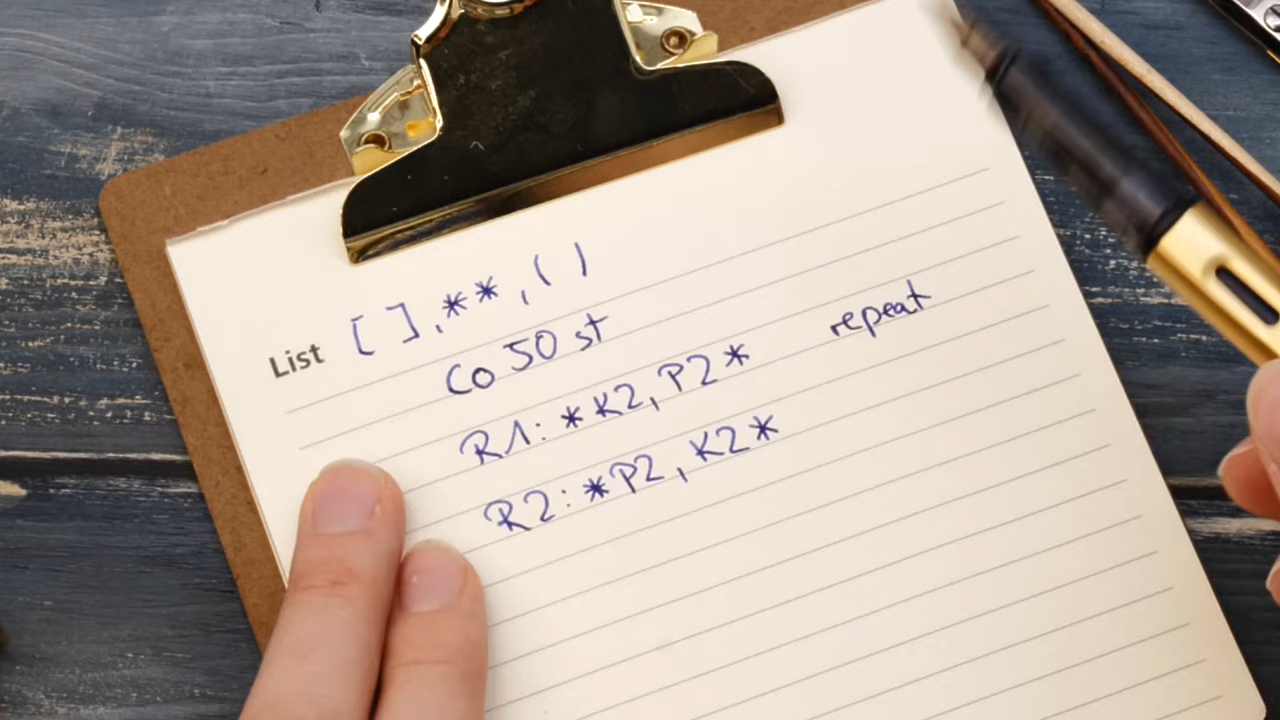 List [ ], **, ( )
Co 50 st
R1: *K2, P2* repeat
R2: *P2, K2*